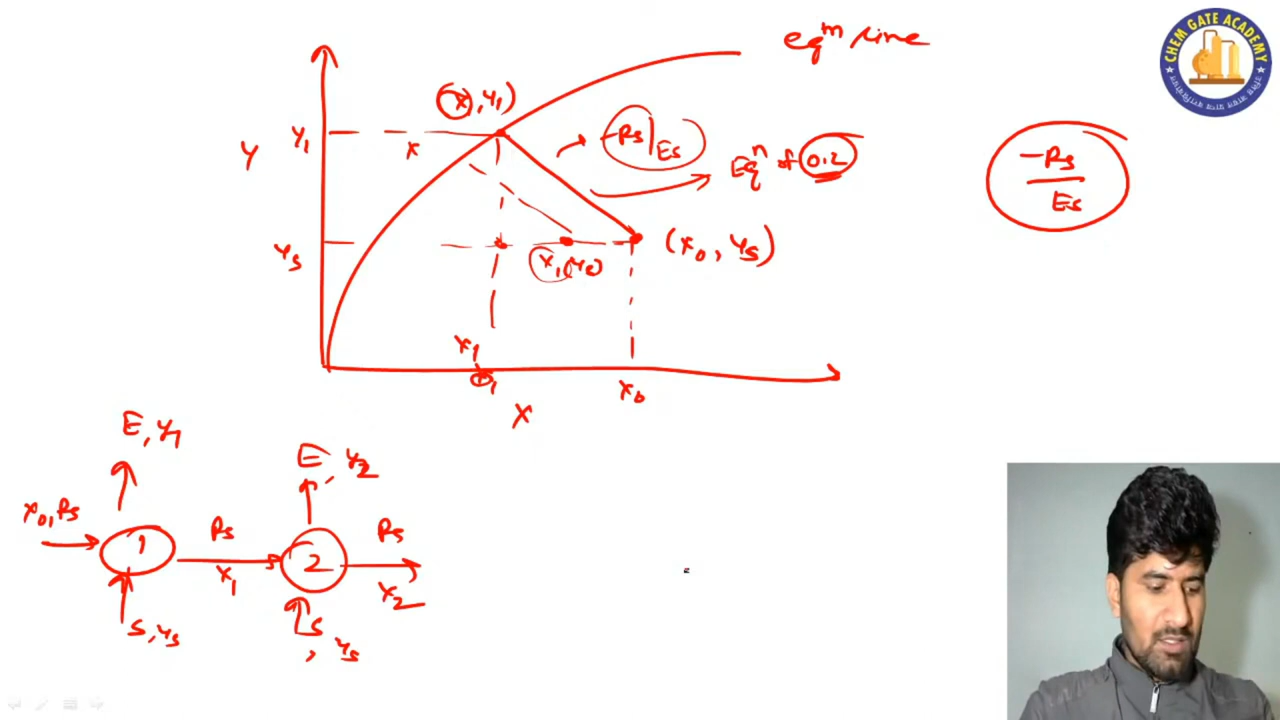 eqᵐ line
CHEM GATE ACADEMY
(x, y₁)
y₁
x
Y
-Rs/Es
Eqⁿ of 0.2
-Rs
Es
ys
(x₁, ys)
(x₀, ys)
x₁
x₀
X
E, y₁
E, y₂
x₀, Rs
1
Rs
x₁
2
Rs
x₂
S, ys
S, ys